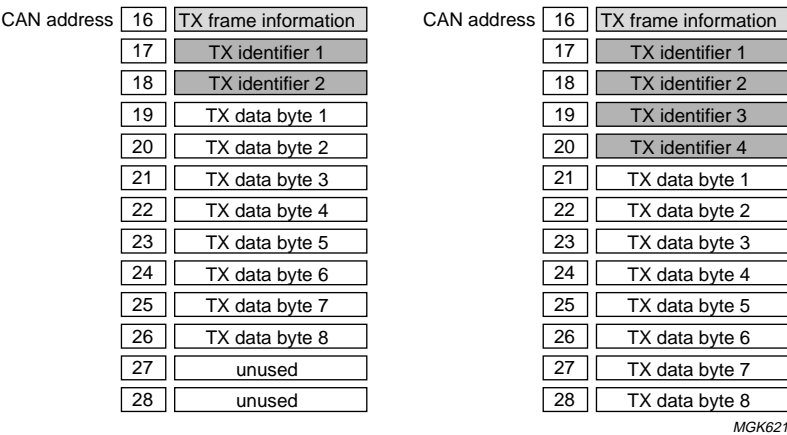 CAN address 16 TX frame information CAN address 16 TX frame information
17 TX identifier 1 17 TX identifier 1
18 TX identifier 2 18 TX identifier 2
19 TX data byte 1 19 TX identifier 3
20 TX data byte 2 20 TX identifier 4
21 TX data byte 3 21 TX data byte 1
22 TX data byte 4 22 TX data byte 2
23 TX data byte 5 23 TX data byte 3
24 TX data byte 6 24 TX data byte 4
25 TX data byte 7 25 TX data byte 5
26 TX data byte 8 26 TX data byte 6
27 unused 27 TX data byte 7
28 unused 28 TX data byte 8
MGK621